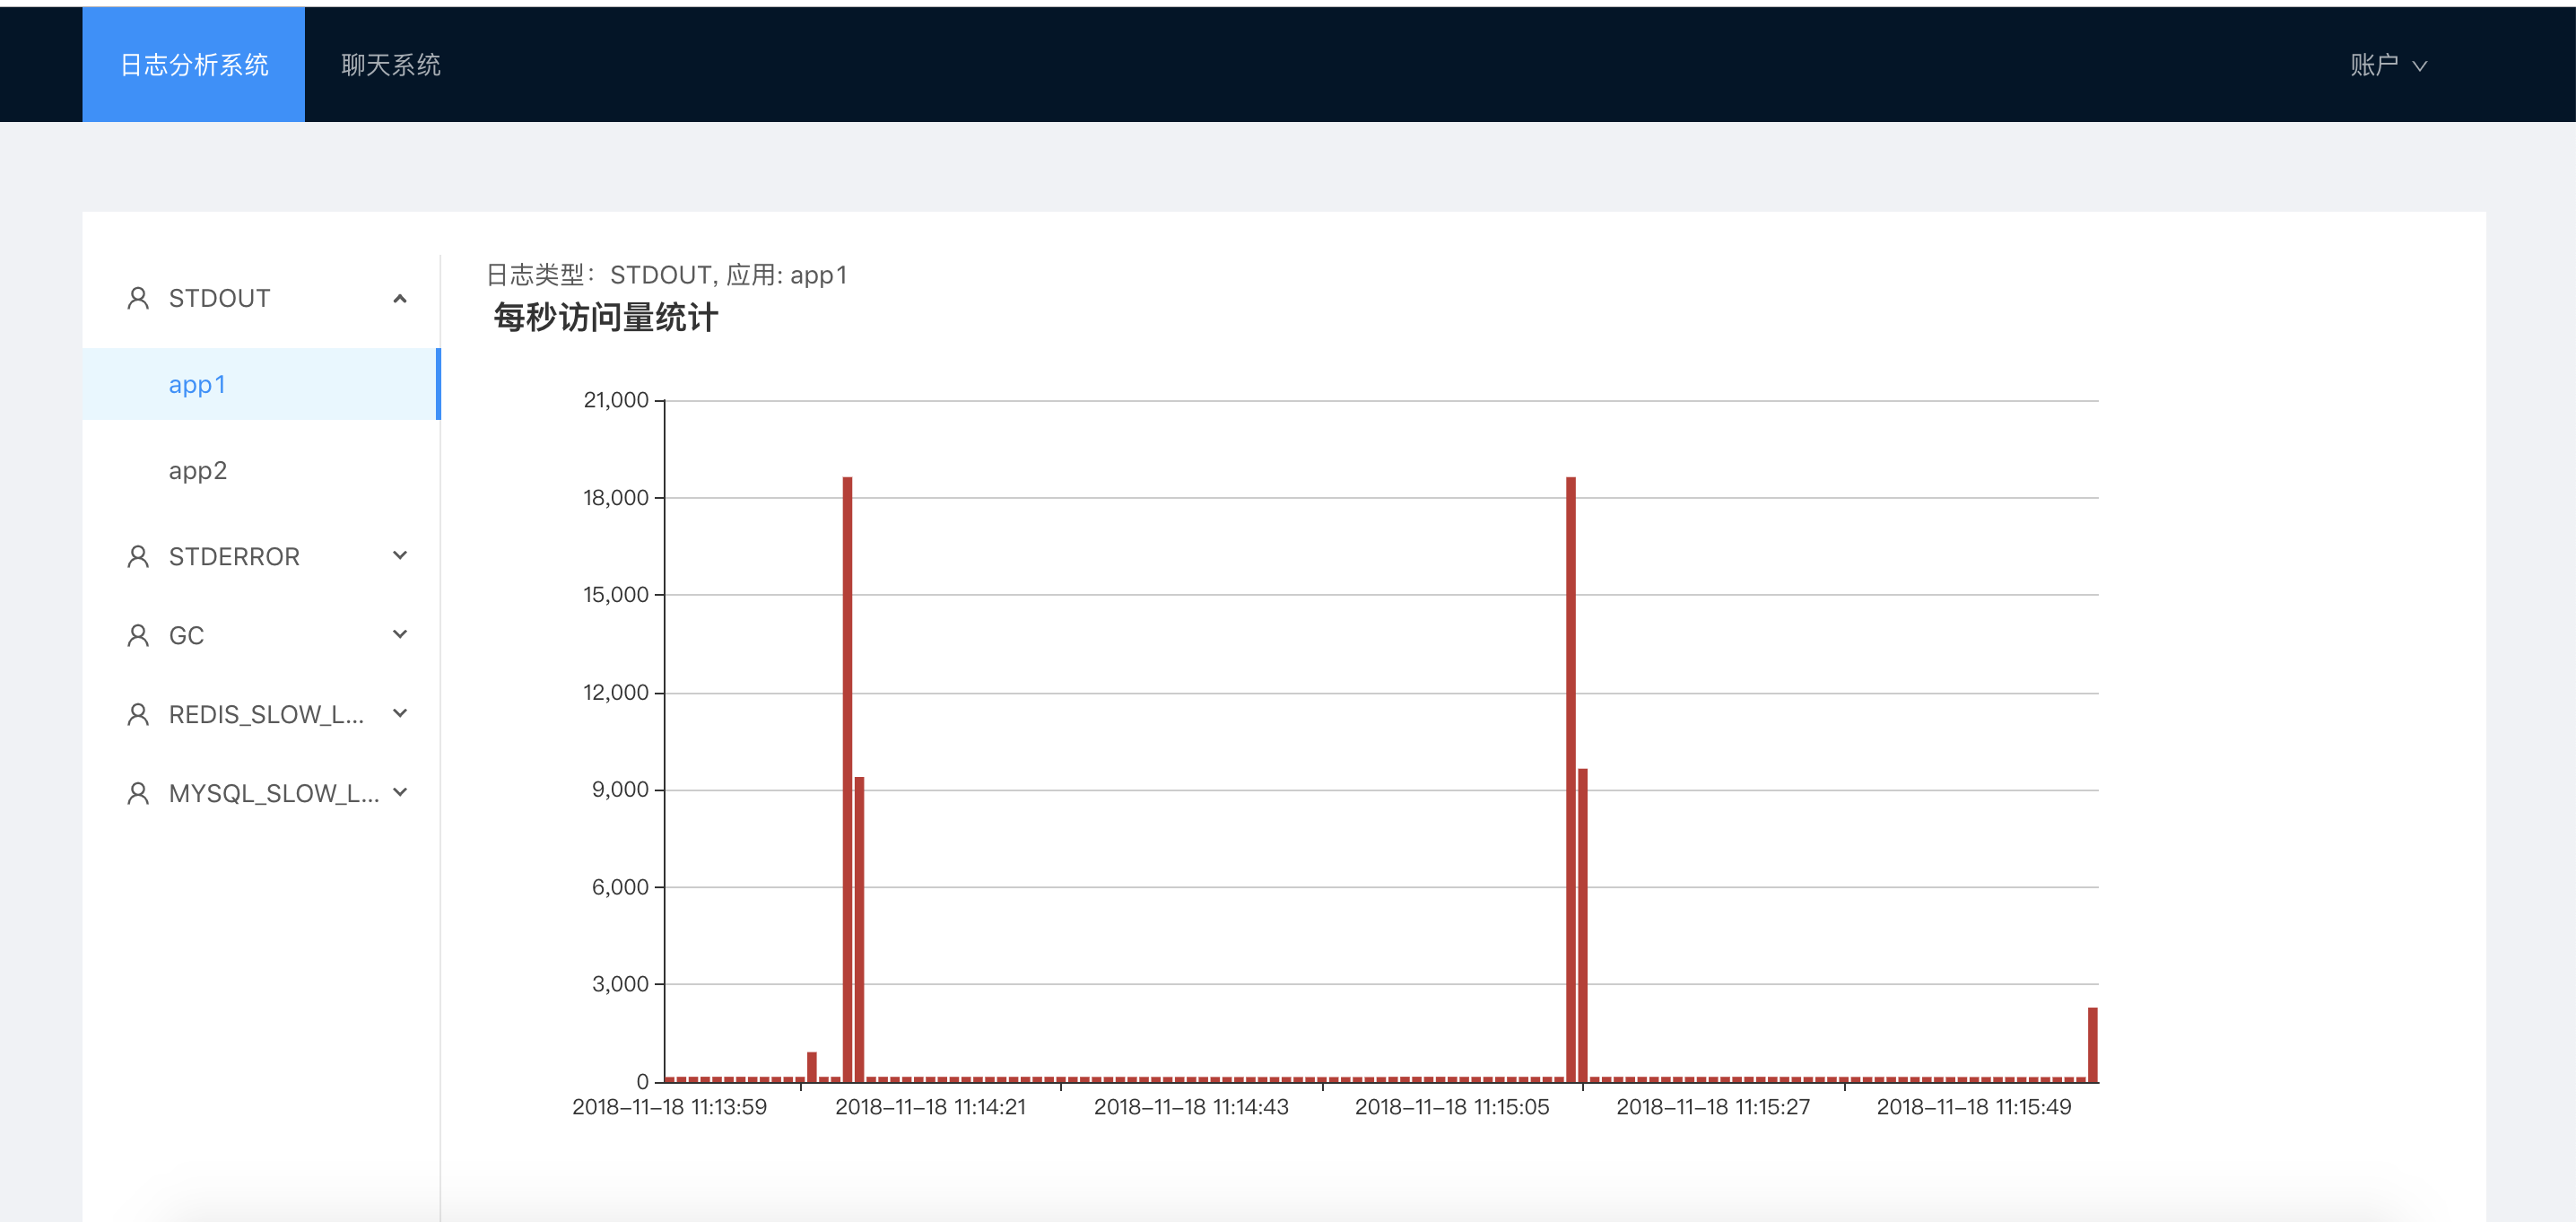 日志分析系统
聊天系统
账户
STDOUT
app1
app2
STDERROR
GC
REDIS_SLOW_L...
MYSQL_SLOW_L...
日志类型：STDOUT, 应用: app1
每秒访问量统计
21,000
18,000
15,000
12,000
9,000
6,000
3,000
0
2018-11-18 11:13:59
2018-11-18 11:14:21
2018-11-18 11:14:43
2018-11-18 11:15:05
2018-11-18 11:15:27
2018-11-18 11:15:49